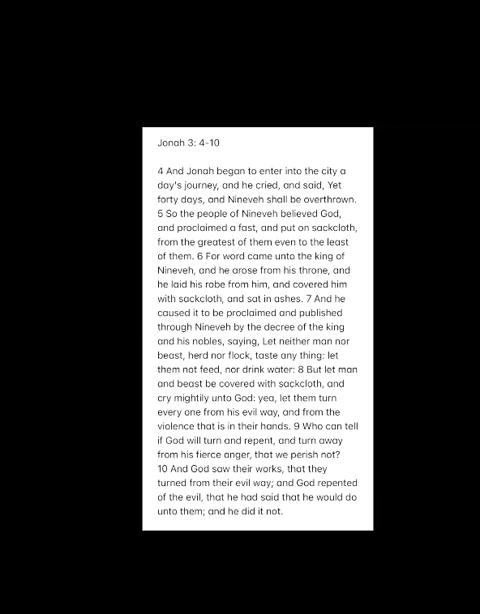 Jonah 3: 4-10
4 And Jonah began to enter into the city a
day's journey, and he cried, and said, Yet
forty days, and Nineveh shall be overthrown.
5 So the people of Nineveh believed God,
and proclaimed a fast, and put on sackcloth,
from the greatest of them even to the least
of them. 6 For word came unto the king of
Nineveh, and he arose from his throne, and
he laid his robe from him, and covered him
with sackcloth, and sat in ashes. 7 And he
caused it to be proclaimed and published
through Nineveh by the decree of the king
and his nobles, saying, Let neither man nor
beast, herd nor flock, taste any thing: let
them not feed, nor drink water: 8 But let man
and beast be covered with sackcloth, and
cry mightily unto God: yea, let them turn
every one from his evil way, and from the
violence that is in their hands. 9 Who can tell
if God will turn and repent, and turn away
from his fierce anger, that we perish not?
10 And God saw their works, that they
turned from their evil way; and God repented
of the evil, that he had said that he would do
unto them; and he did it not.